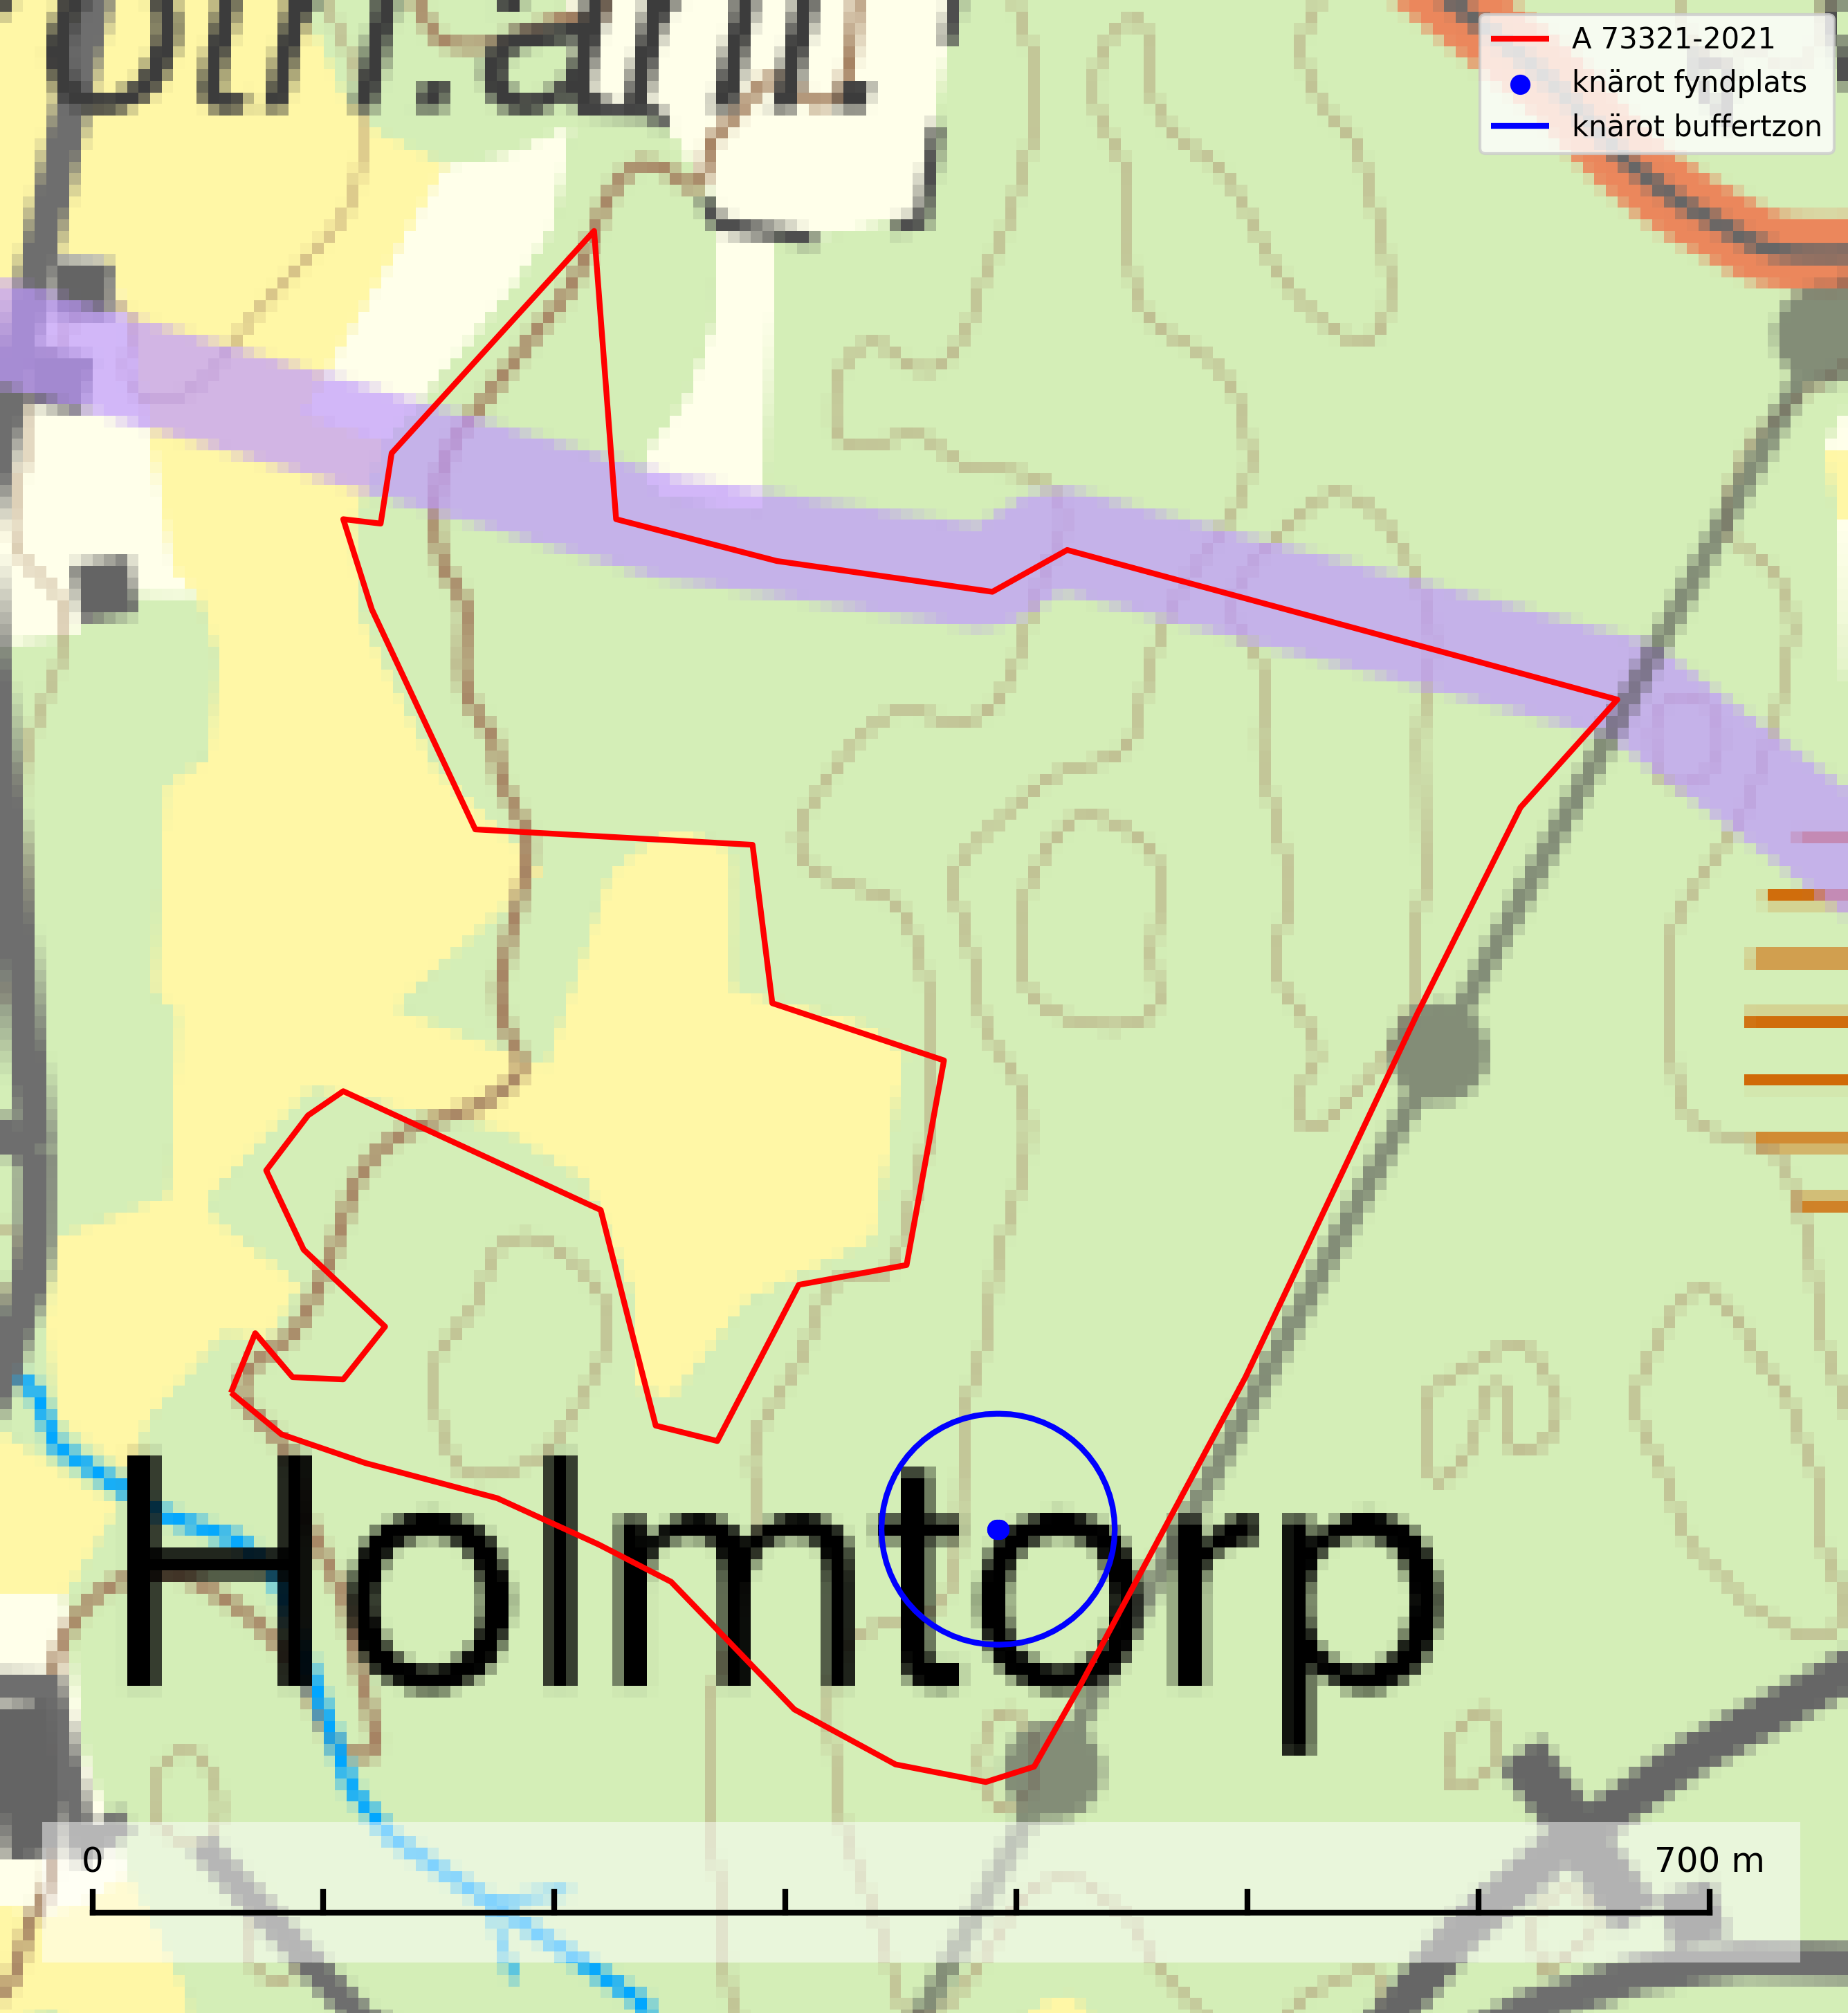 A 73321-2021
knärot fyndplats
knärot buffertzon
Holmtorp
0 700 m